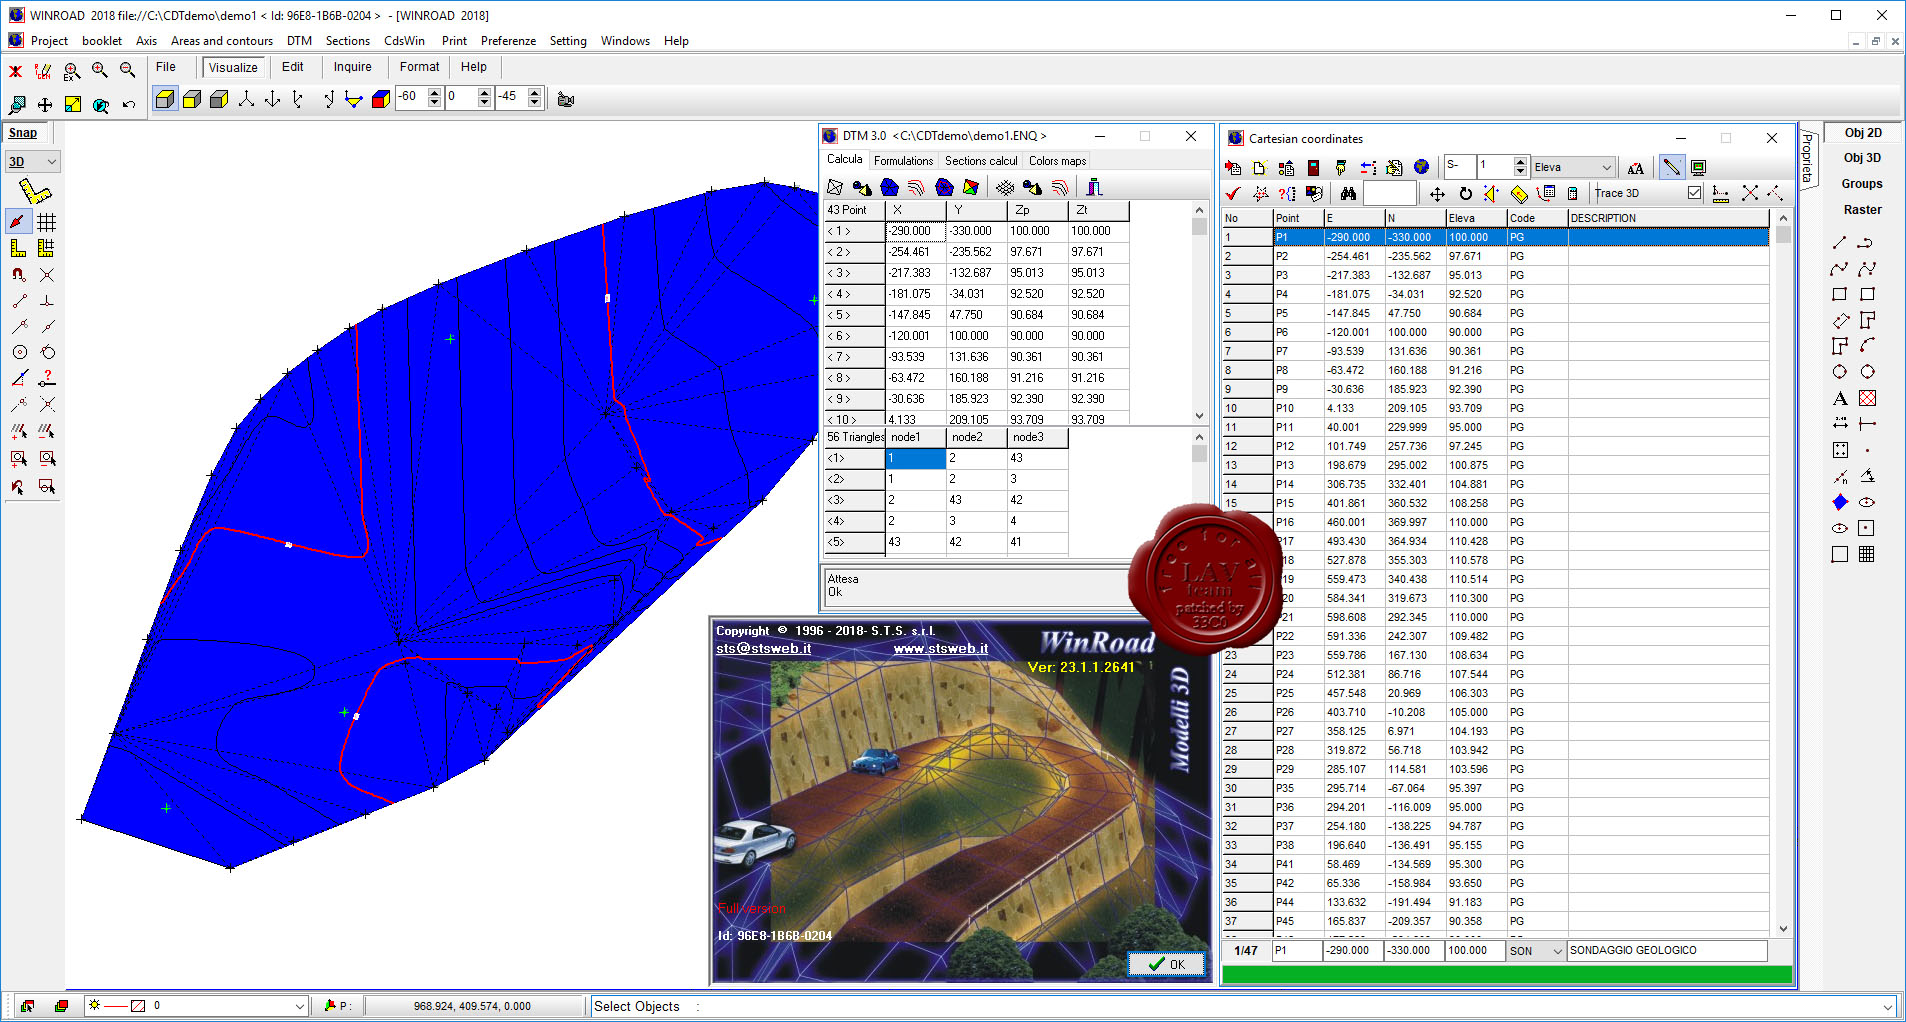 WINROAD 2018 file://C:\CDTdemo\demo1 < Id: 96E8-1B6B-0204 > - [WINROAD 2018]
Project booklet Axis Areas and contours DTM Sections CdsWin Print Preferenze Setting Windows Help
File Visualize Edit Inquire Format Help
-60 0 -45
Snap
3D
DTM 3.0 <C:\CDTdemo\demo1.ENQ >
Calcula Formulations Sections calcul Colors maps
43 Point X Y Zp Zt
< 1 > -290.000 -330.000 100.000 100.000
< 2 > -254.461 -235.562 97.671 97.671
< 3 > -217.383 -132.687 95.013 95.013
< 4 > -181.075 -34.031 92.520 92.520
< 5 > -147.845 47.750 90.684 90.684
< 6 > -120.001 100.000 90.000 90.000
< 7 > -93.539 131.636 90.361 90.361
< 8 > -63.472 160.188 91.216 91.216
< 9 > -30.636 185.923 92.390 92.390
< 10 > 4.133 209.105 93.709 93.709
56 Triangles node1 node2 node3
<1> 1 2 43
<2> 1 2 3
<3> 2 43 42
<4> 2 3 4
<5> 43 42 41
Attesa
Ok
Copyright © 1996 - 2018- S.T.S. s.r.l.
sts@stsweb.it www.stsweb.it
WinRoad
Ver: 23.1.1.2641
Modelli 3D
Full version
Id: 96E8-1B6B-0204
OK
free for all
LAV
team
patched by
33C0
Cartesian coordinates
S- 1 Eleva
Trace 3D
No Point E N Eleva Code DESCRIPTION
1 P1 -290.000 -330.000 100.000 PG
2 P2 -254.461 -235.562 97.671 PG
3 P3 -217.383 -132.687 95.013 PG
4 P4 -181.075 -34.031 92.520 PG
5 P5 -147.845 47.750 90.684 PG
6 P6 -120.001 100.000 90.000 PG
7 P7 -93.539 131.636 90.361 PG
8 P8 -63.472 160.188 91.216 PG
9 P9 -30.636 185.923 92.390 PG
10 P10 4.133 209.105 93.709 PG
11 P11 40.001 229.999 95.000 PG
12 P12 101.749 257.736 97.245 PG
13 P13 198.679 295.002 100.875 PG
14 P14 306.735 332.401 104.881 PG
15 P15 401.861 360.532 108.258 PG
P16 460.001 369.997 110.000 PG
P17 493.430 364.934 110.428 PG
18 527.878 355.303 110.578 PG
19 559.473 340.438 110.514 PG
20 584.341 319.673 110.300 PG
21 598.608 292.345 110.000 PG
P22 591.336 242.307 109.482 PG
23 P23 559.786 167.130 108.634 PG
24 P24 512.381 86.716 107.544 PG
25 P25 457.548 20.969 106.303 PG
26 P26 403.710 -10.208 105.000 PG
27 P27 358.125 6.971 104.193 PG
28 P28 319.872 56.718 103.942 PG
29 P29 285.107 114.581 103.596 PG
30 P35 295.714 -67.064 95.397 PG
31 P36 294.201 -116.009 95.000 PG
32 P37 254.180 -138.225 94.787 PG
33 P38 196.640 -136.491 95.155 PG
34 P41 58.469 -134.569 95.300 PG
35 P42 65.336 -158.984 93.650 PG
36 P44 133.632 -191.494 91.183 PG
37 P45 165.837 -209.357 90.358 PG
1/47 P1 -290.000 -330.000 100.000 SON SONDAGGIO GEOLOGICO
Proprieta
Obj 2D
Obj 3D
Groups
Raster
0 P : 968.924, 409.574, 0.000 Select Objects :